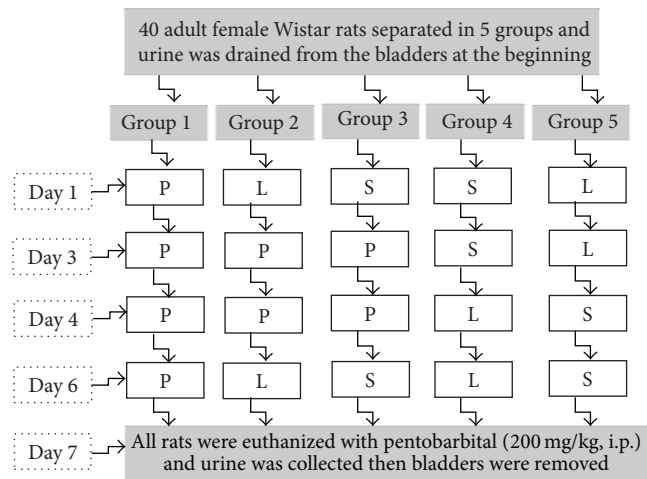 40 adult female Wistar rats separated in 5 groups and
urine was drained from the bladders at the beginning
Group 1 Group 2 Group 3 Group 4 Group 5
Day 1 P L S S L
Day 3 P P P S L
Day 4 P P P L S
Day 6 P L S L S
Day 7
All rats were euthanized with pentobarbital (200 mg/kg, i.p.)
and urine was collected then bladders were removed